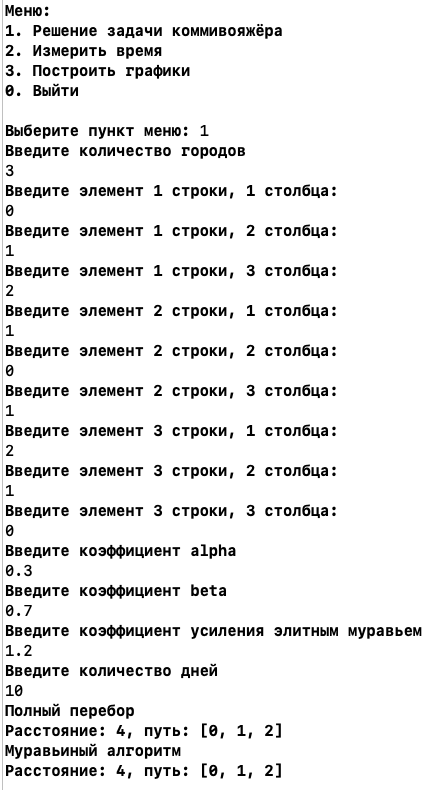 Меню:
1. Решение задачи коммивояжёра
2. Измерить время
3. Построить графики
0. Выйти
Выберите пункт меню: 1
Введите количество городов
3
Введите элемент 1 строки, 1 столбца:
0
Введите элемент 1 строки, 2 столбца:
1
Введите элемент 1 строки, 3 столбца:
2
Введите элемент 2 строки, 1 столбца:
1
Введите элемент 2 строки, 2 столбца:
0
Введите элемент 2 строки, 3 столбца:
1
Введите элемент 3 строки, 1 столбца:
2
Введите элемент 3 строки, 2 столбца:
1
Введите элемент 3 строки, 3 столбца:
0
Введите коэффициент alpha
0.3
Введите коэффициент beta
0.7
Введите коэффициент усиления элитным муравьем
1.2
Введите количество дней
10
Полный перебор
Расстояние: 4, путь: [0, 1, 2]
Муравьиный алгоритм
Расстояние: 4, путь: [0, 1, 2]